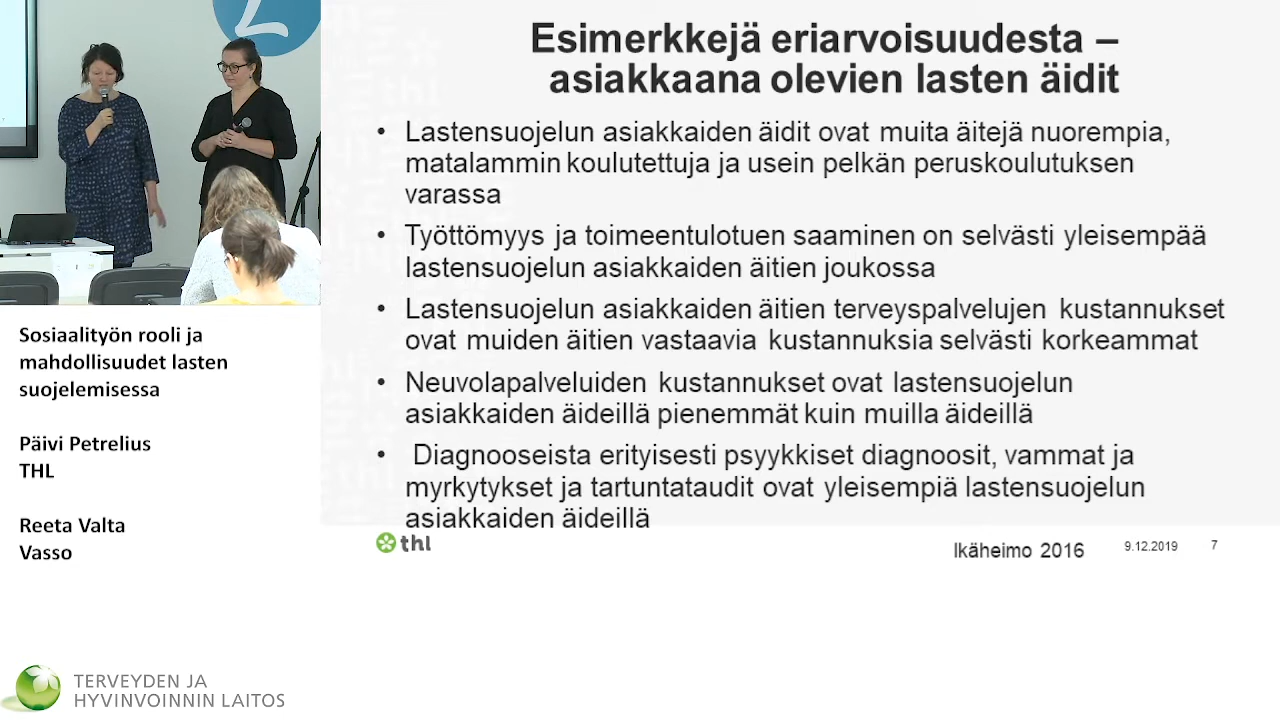 Esimerkkejä eriarvoisuudesta –
asiakkaana olevien lasten äidit
• Lastensuojelun asiakkaiden äidit ovat muita äitejä nuorempia,
matalammin koulutettuja ja usein pelkän peruskoulutuksen
varassa
• Työttömyys ja toimeentulotuen saaminen on selvästi yleisempää
lastensuojelun asiakkaiden äitien joukossa
• Lastensuojelun asiakkaiden äitien terveyspalvelujen kustannukset
ovat muiden äitien vastaavia kustannuksia selvästi korkeammat
• Neuvolapalveluiden kustannukset ovat lastensuojelun
asiakkaiden äideillä pienemmät kuin muilla äideillä
• Diagnooseista erityisesti psyykkiset diagnoosit, vammat ja
myrkytykset ja tartuntataudit ovat yleisempiä lastensuojelun
asiakkaiden äideillä
thl
Ikäheimo 2016
9.12.2019
7
Sosiaalityön rooli ja
mahdollisuudet lasten
suojelemisessa
Päivi Petrelius
THL
Reeta Valta
Vasso
TERVEYDEN JA
HYVINVOINNIN LAITOS